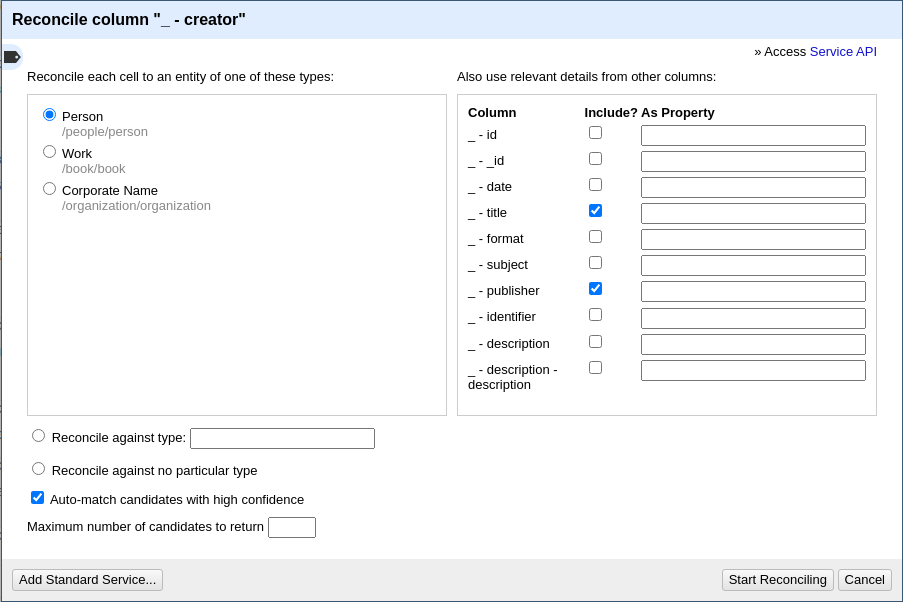 Reconcile column "_ - creator"
» Access Service API
Reconcile each cell to an entity of one of these types:
Also use relevant details from other columns:
Person
/people/person
Work
/book/book
Corporate Name
/organization/organization
Column Include? As Property
_ - id
_ - _id
_ - date
_ - title
_ - format
_ - subject
_ - publisher
_ - identifier
_ - description
_ - description -
description
Reconcile against type:
Reconcile against no particular type
Auto-match candidates with high confidence
Maximum number of candidates to return
Add Standard Service...
Start Reconciling
Cancel